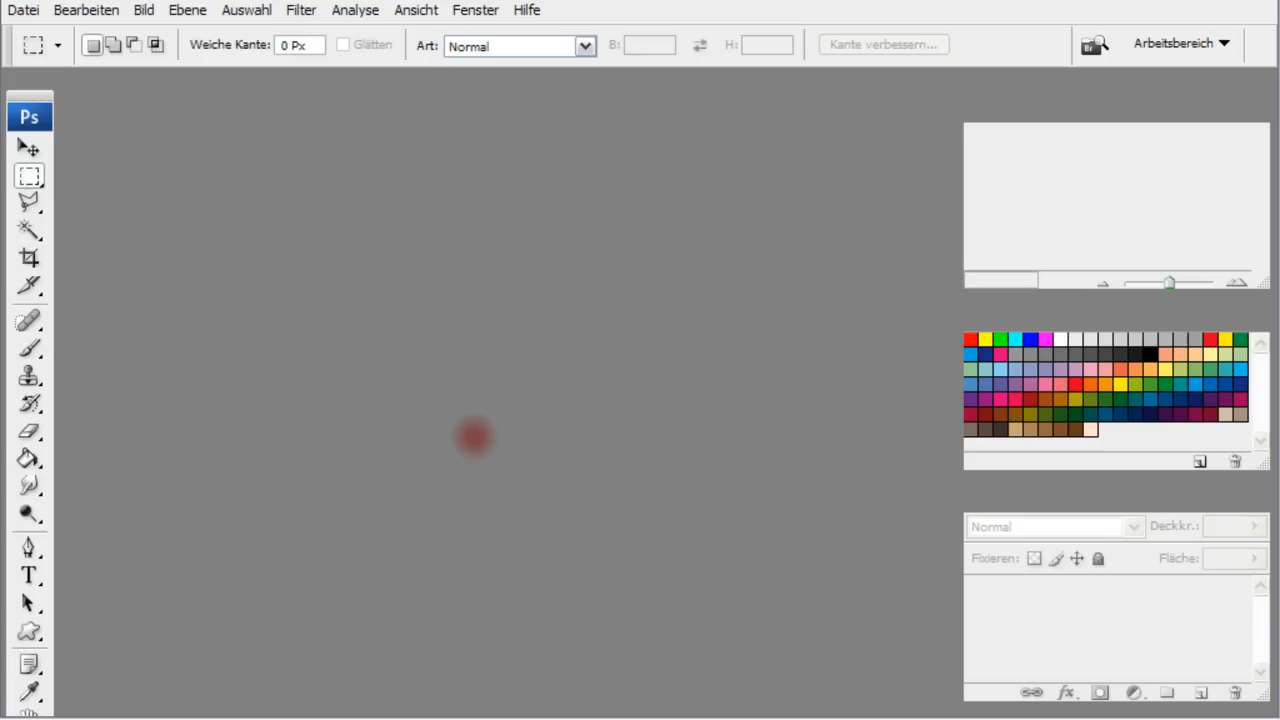 Datei Bearbeiten Bild Ebene Auswahl Filter Analyse Ansicht Fenster Hilfe
Weiche Kante: 0 Px Glätten Art: Normal B: H: Kante verbessern... Br Arbeitsbereich
Ps
T
Normal Deckkr.:
Fixieren: Fläche:
fx